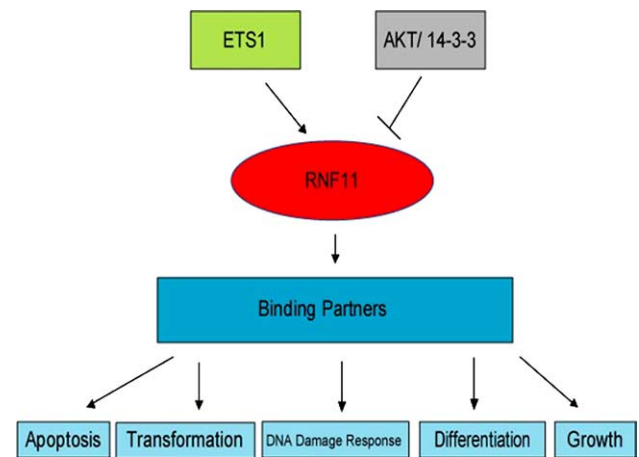 ETS1
AKT/ 14-3-3
RNF11
Binding Partners
Apoptosis
Transformation
DNA Damage Response
Differentiation
Growth